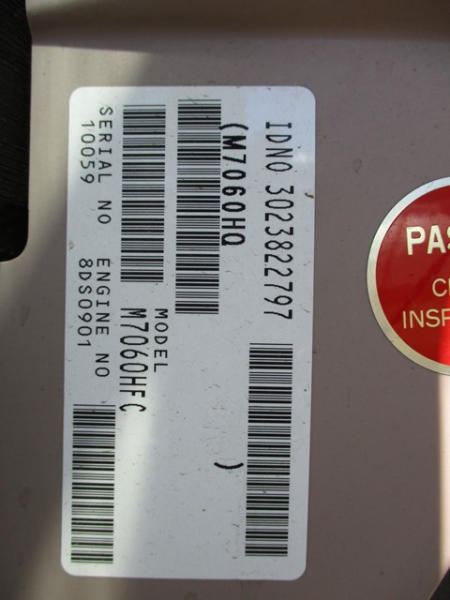 IDNO 3023822797
(M7060HQ )
MODEL
M7060HFC
SERIAL NO ENGINE NO
10059 8DS0901
PAS
INSP